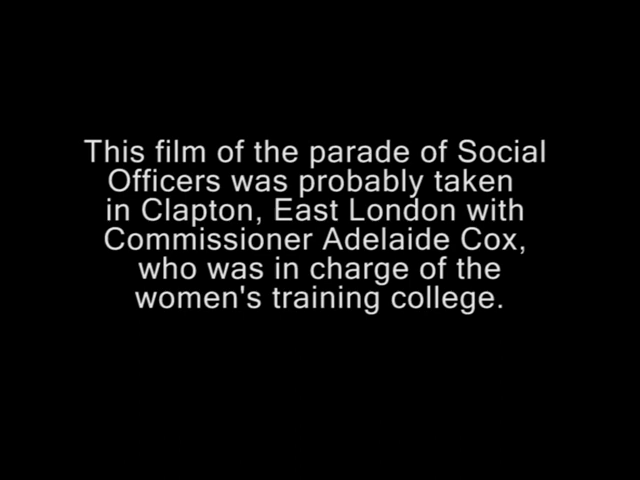 This film of the parade of Social
Officers was probably taken
in Clapton, East London with
Commissioner Adelaide Cox,
who was in charge of the
women's training college.